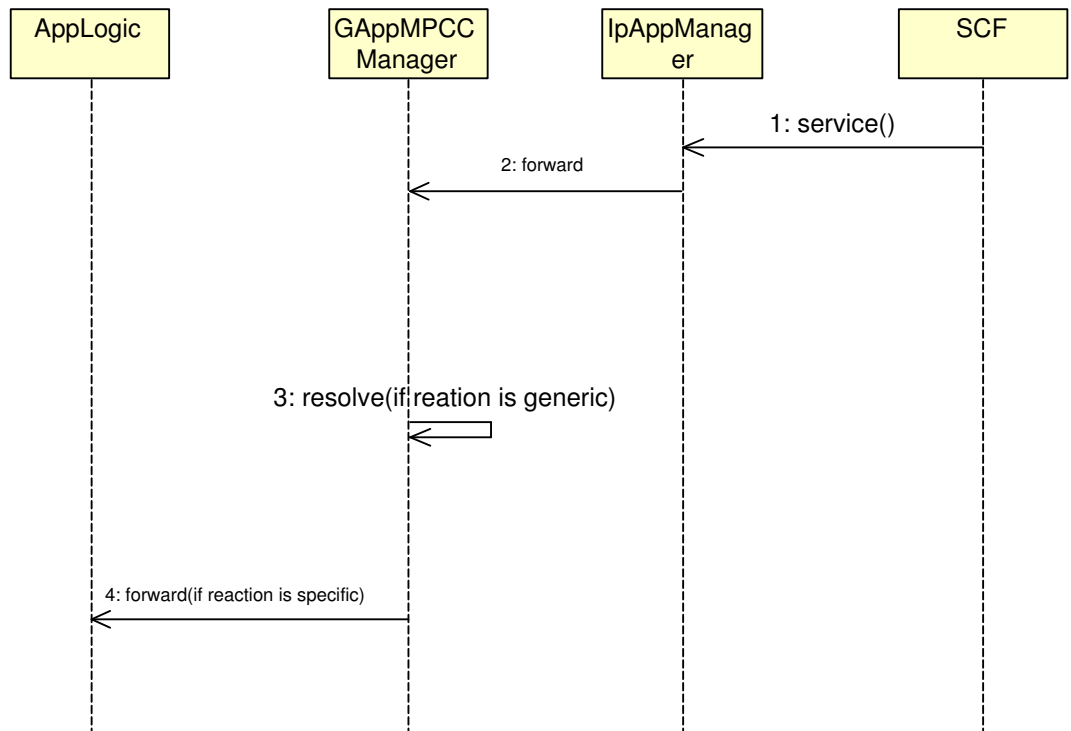 AppLogic
GAppMPCC
Manager
IpAppManag
er
SCF
1: service()
2: forward
3: resolve(if reation is generic)
4: forward(if reaction is specific)